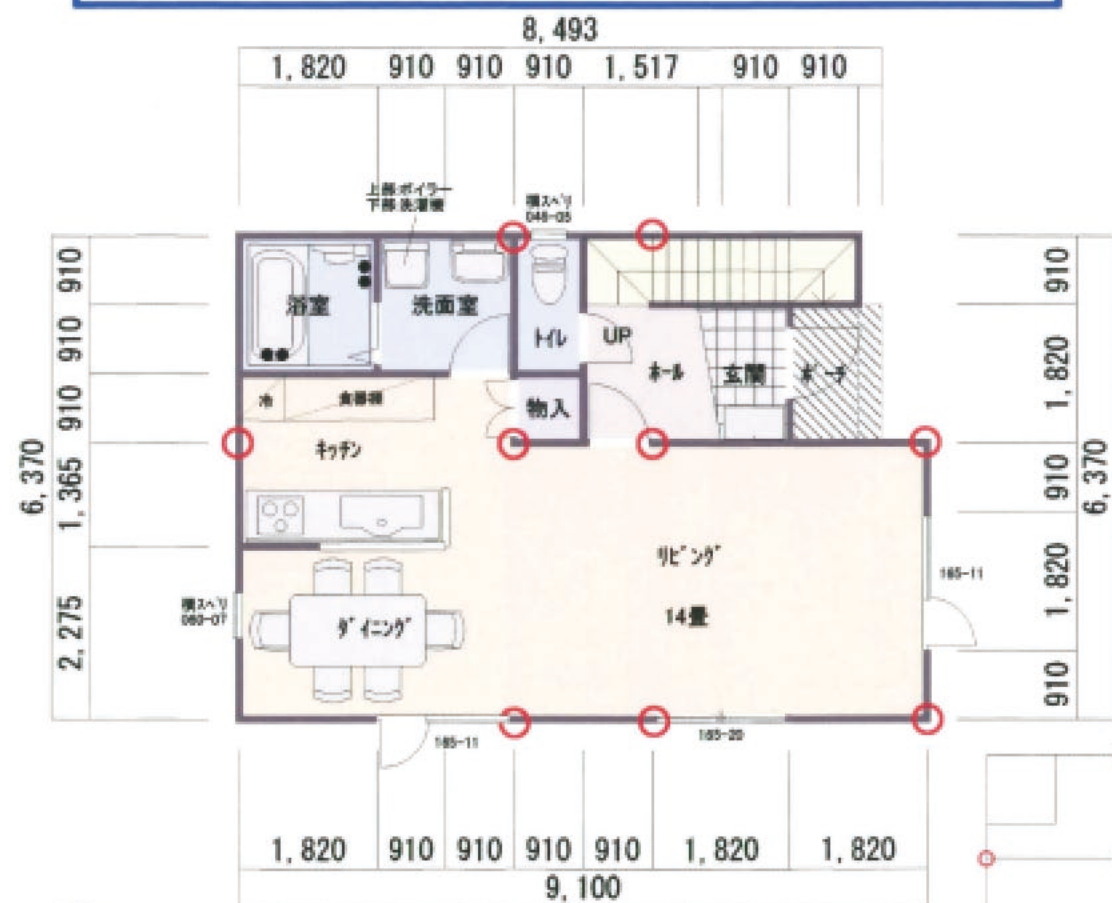 8,493
1,820 910 910 910 1,517 910 910
上部:ボイラー
下部:洗濯機
横スベリ
046-05
浴室
洗面室
トイレ
UP
ホール
玄関
ポーチ
冷
食器棚
物入
キッチン
リビング
14畳
ダイニング
横スベリ
060-07
165-11
165-11
165-20
910
910
910
1,365
2,275
6,370
910
1,820
910
1,820
910
6,370
1,820 910 910 910 910 1,820 1,820
9,100